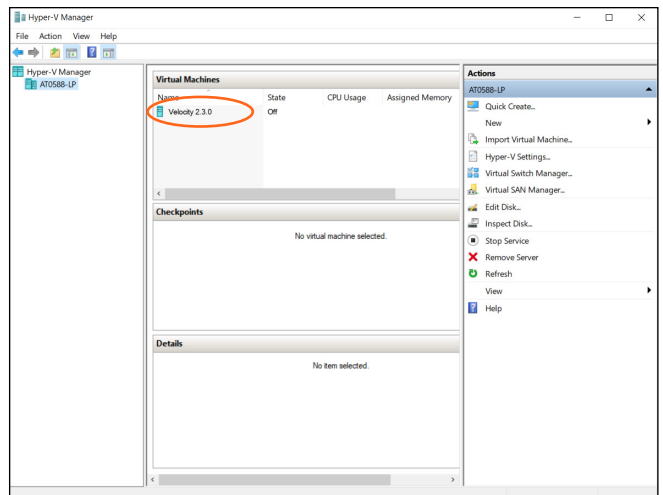 Hyper-V Manager
File Action View Help
Hyper-V Manager
AT0588-LP
Virtual Machines
Name State CPU Usage Assigned Memory
Velocity 2.3.0 Off
Checkpoints
No virtual machine selected.
Details
No item selected.
Actions
AT0588-LP
Quick Create...
New
Import Virtual Machine...
Hyper-V Settings...
Virtual Switch Manager...
Virtual SAN Manager...
Edit Disk...
Inspect Disk...
Stop Service
Remove Server
Refresh
View
Help